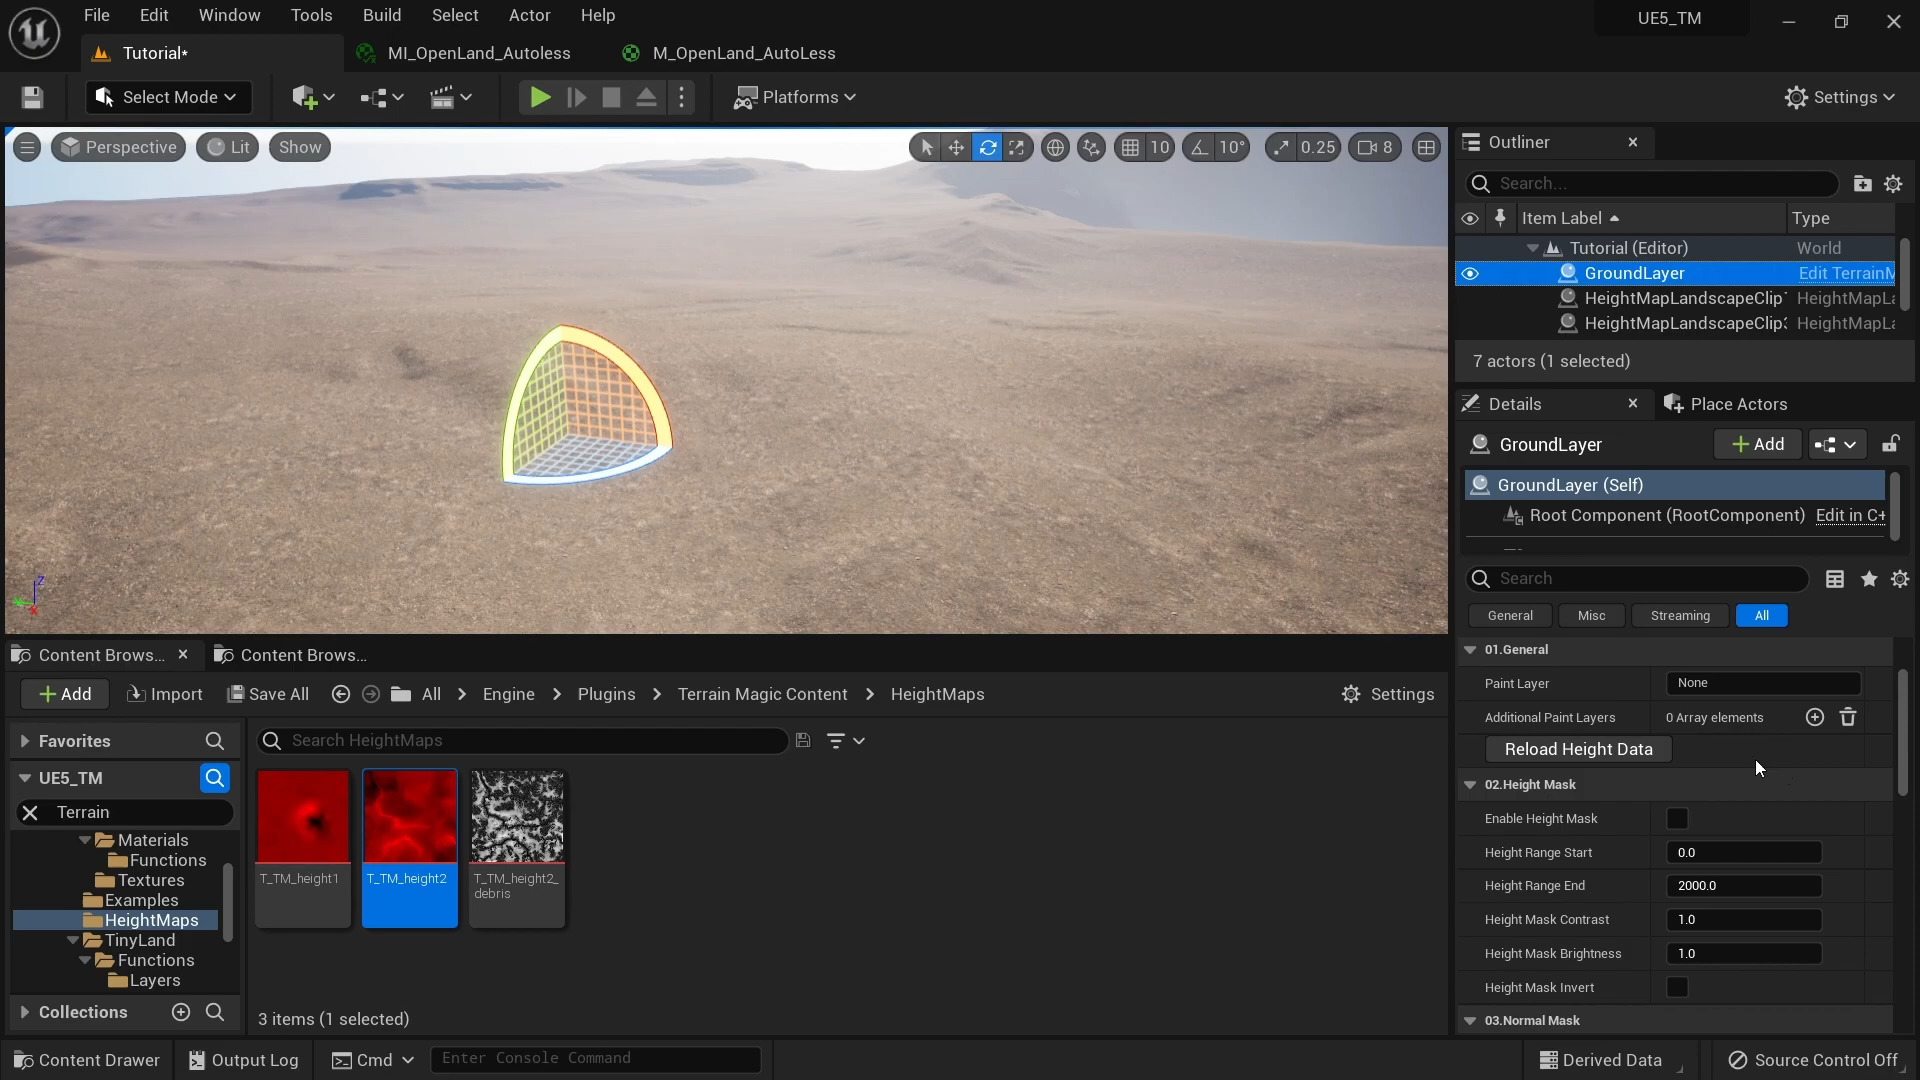 File Edit Window Tools Build Select Actor Help
UE5_TM
Tutorial*
MI_OpenLand_Autoless
M_OpenLand_AutoLess
Select Mode
Platforms
Settings
Perspective
Lit
Show
10
10°
0.25
8
Outliner
Search...
Item Label
Type
Tutorial (Editor)
World
GroundLayer
Edit TerrainM
HeightMapLandscapeClip
HeightMapLa
HeightMapLandscapeClip
HeightMapLa
7 actors (1 selected)
Details
Place Actors
GroundLayer
Add
GroundLayer (Self)
Root Component (RootComponent)
Edit in C+
Search
General
Misc
Streaming
All
01.General
Paint Layer
None
Additional Paint Layers
0 Array elements
Reload Height Data
02.Height Mask
Enable Height Mask
Height Range Start
0.0
Height Range End
2000.0
Height Mask Contrast
1.0
Height Mask Brightness
1.0
Height Mask Invert
03.Normal Mask
Content Brows...
Content Brows...
Add
Import
Save All
All
Engine
Plugins
Terrain Magic Content
HeightMaps
Settings
Favorites
Search HeightMaps
UE5_TM
Terrain
Materials
Functions
Textures
Examples
HeightMaps
TinyLand
Functions
Layers
Collections
T_TM_height1
T_TM_height2
T_TM_height2_
debris
3 items (1 selected)
Content Drawer
Output Log
Cmd
Enter Console Command
Derived Data
Source Control Off
Z
X